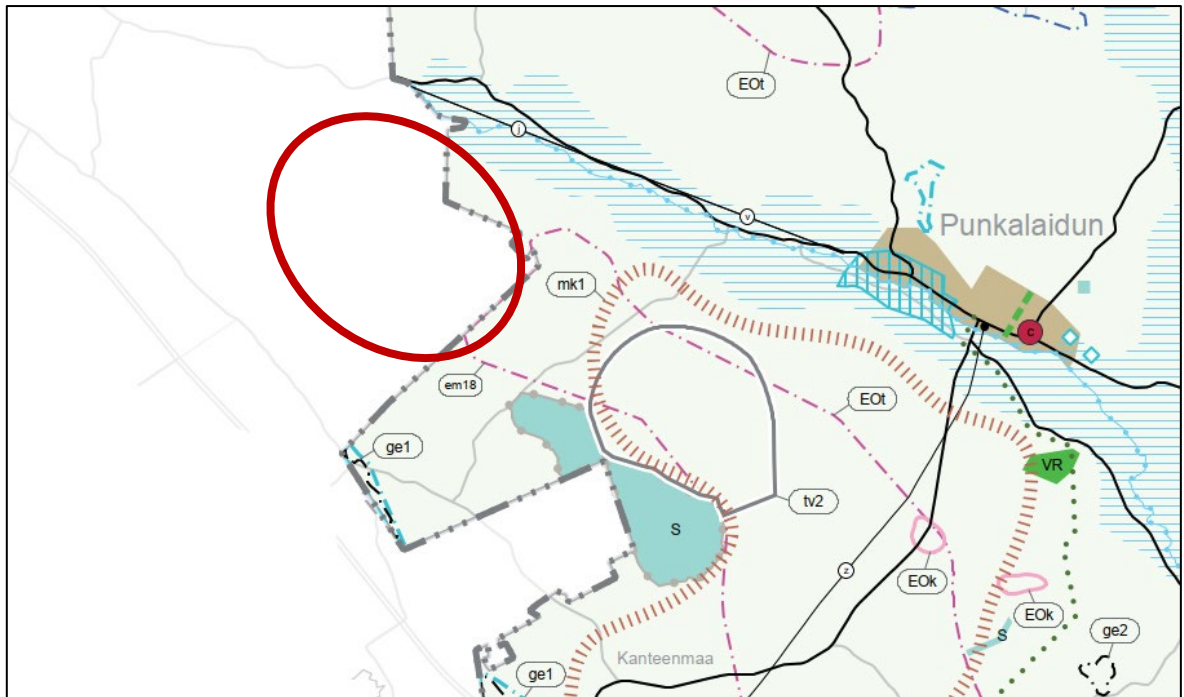 EOt
j
v
Punkalaidun
mk1
c
em18
EOt
ge1
VR
tv2
S
z
EOk
EOk
S
ge2
Kanteenmaa
ge1